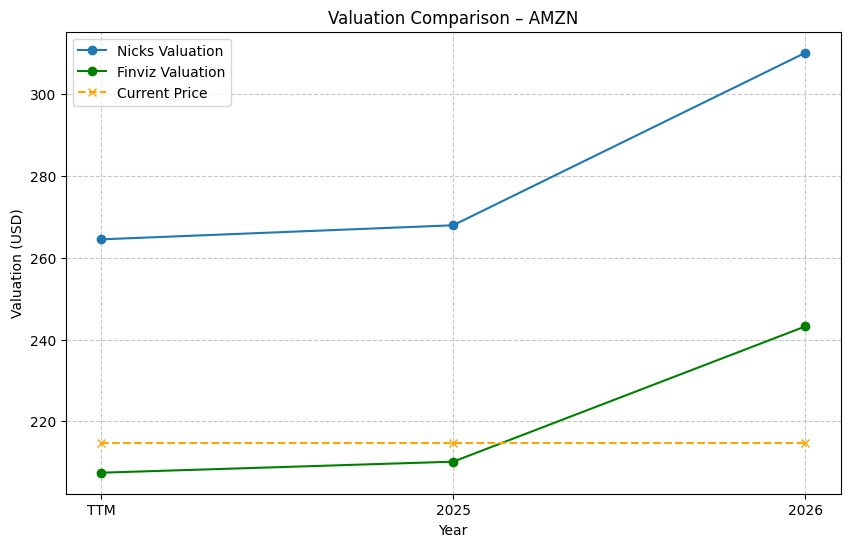 Valuation Comparison – AMZN
Nicks Valuation
Finviz Valuation
Current Price
Valuation (USD)
300
280
260
240
220
TTM
2025
2026
Year